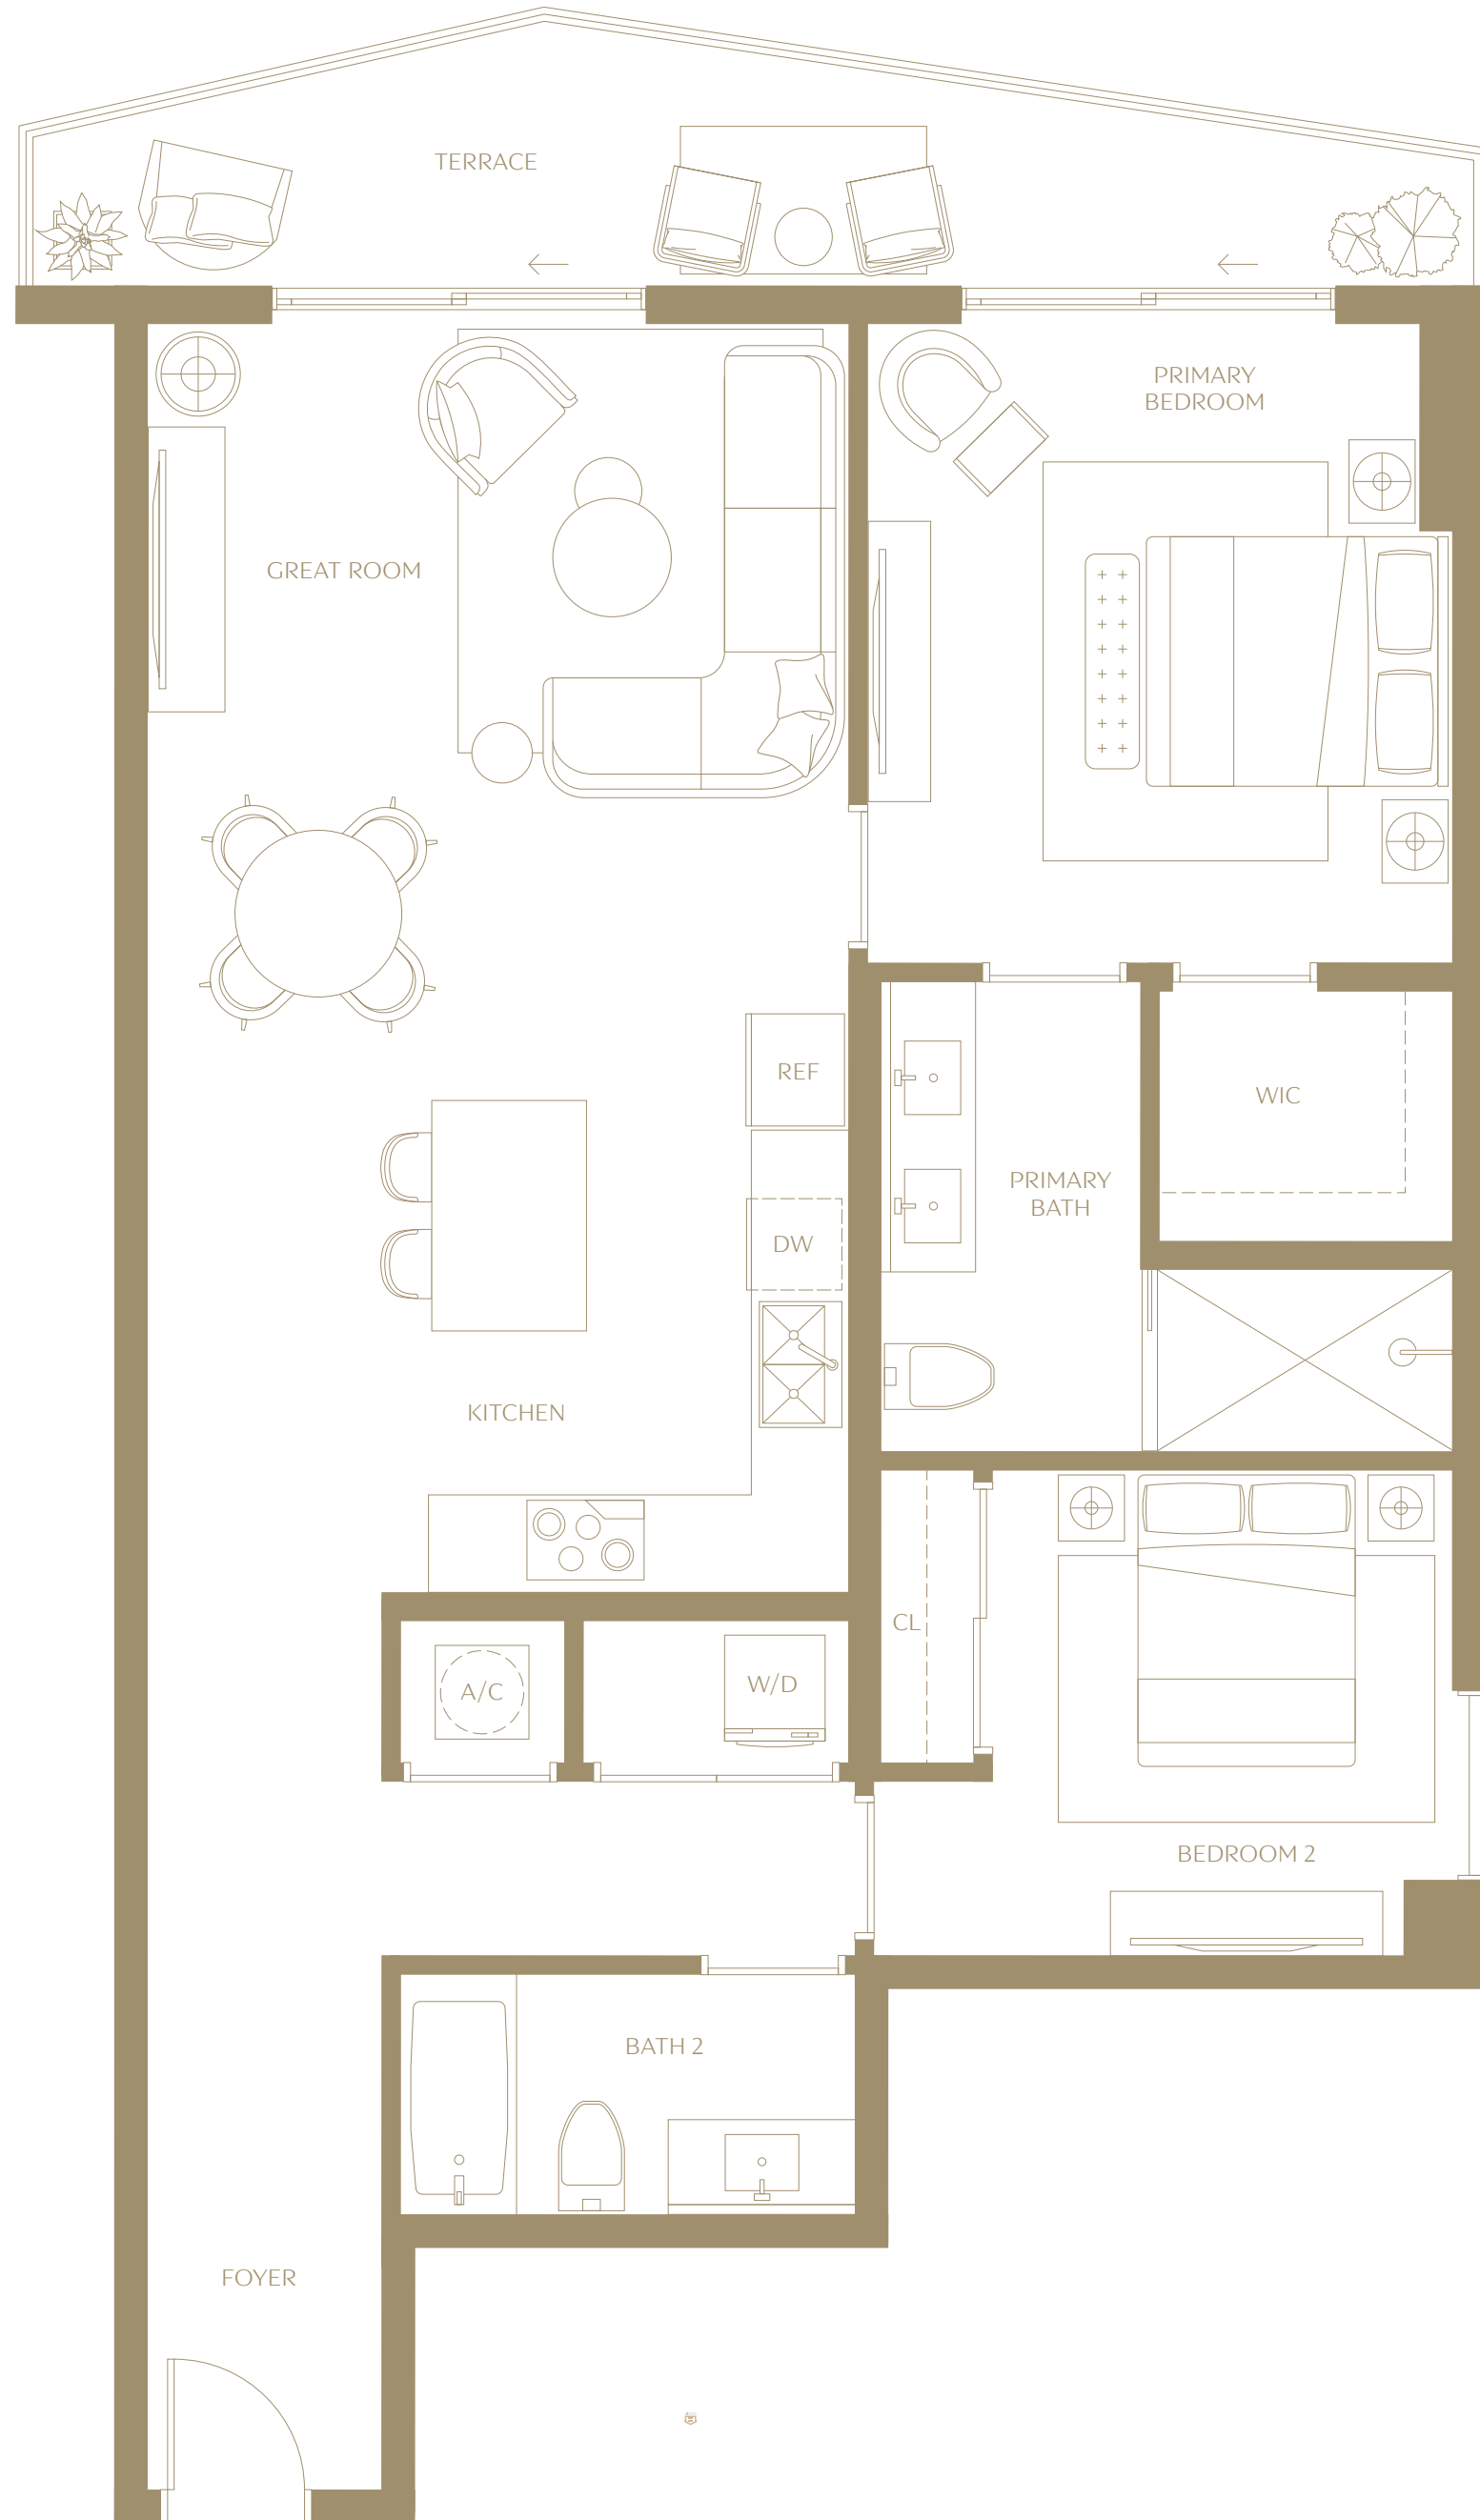 TERRACE
PRIMARY
BEDROOM
GREAT ROOM
REF
WIC
PRIMARY
BATH
DW
KITCHEN
CL
A/C
W/D
BEDROOM 2
BATH 2
FOYER